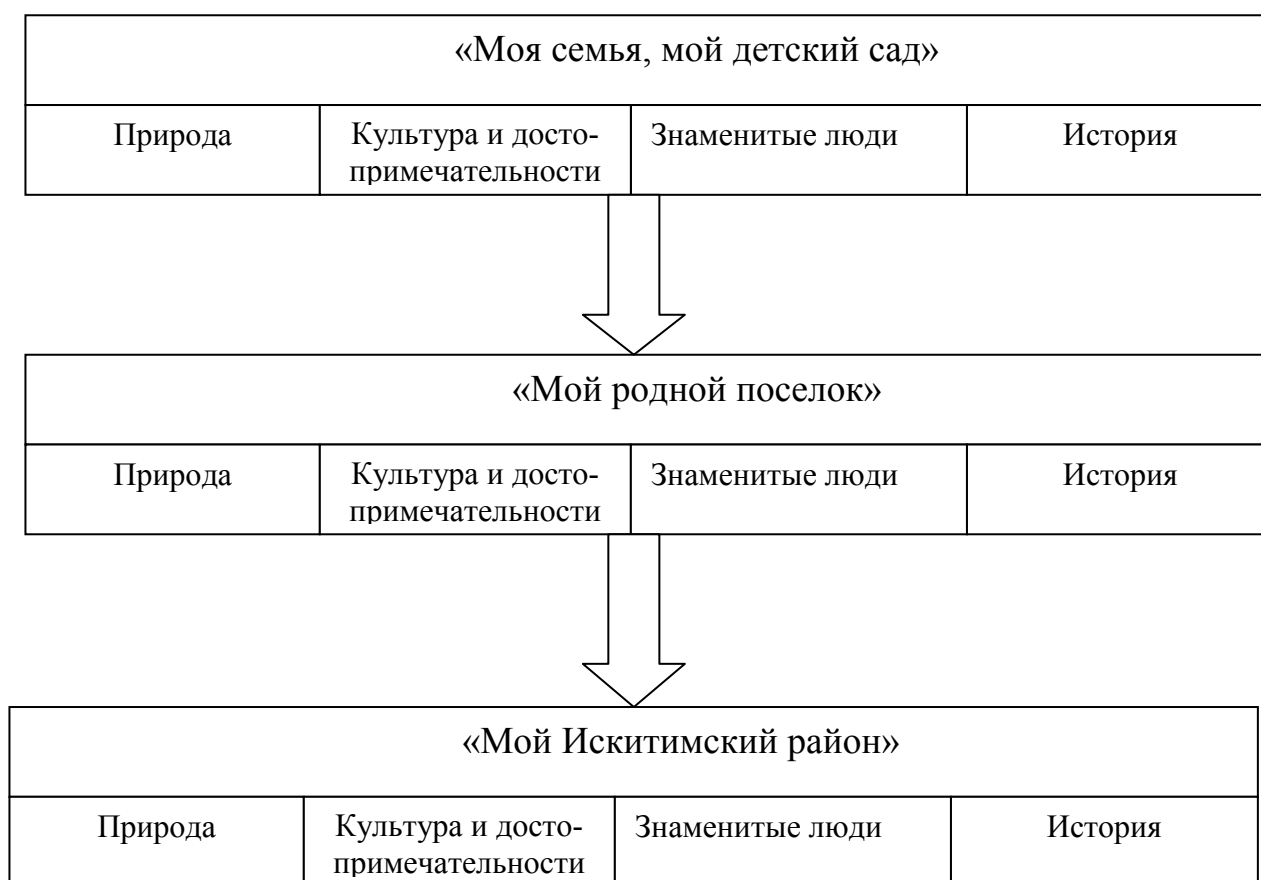 «Моя семья, мой детский сад»
Природа
Культура и досто-
примечательности
Знаменитые люди
История
«Мой родной поселок»
Природа
Культура и досто-
примечательности
Знаменитые люди
История
«Мой Искитимский район»
Природа
Культура и досто-
примечательности
Знаменитые люди
История